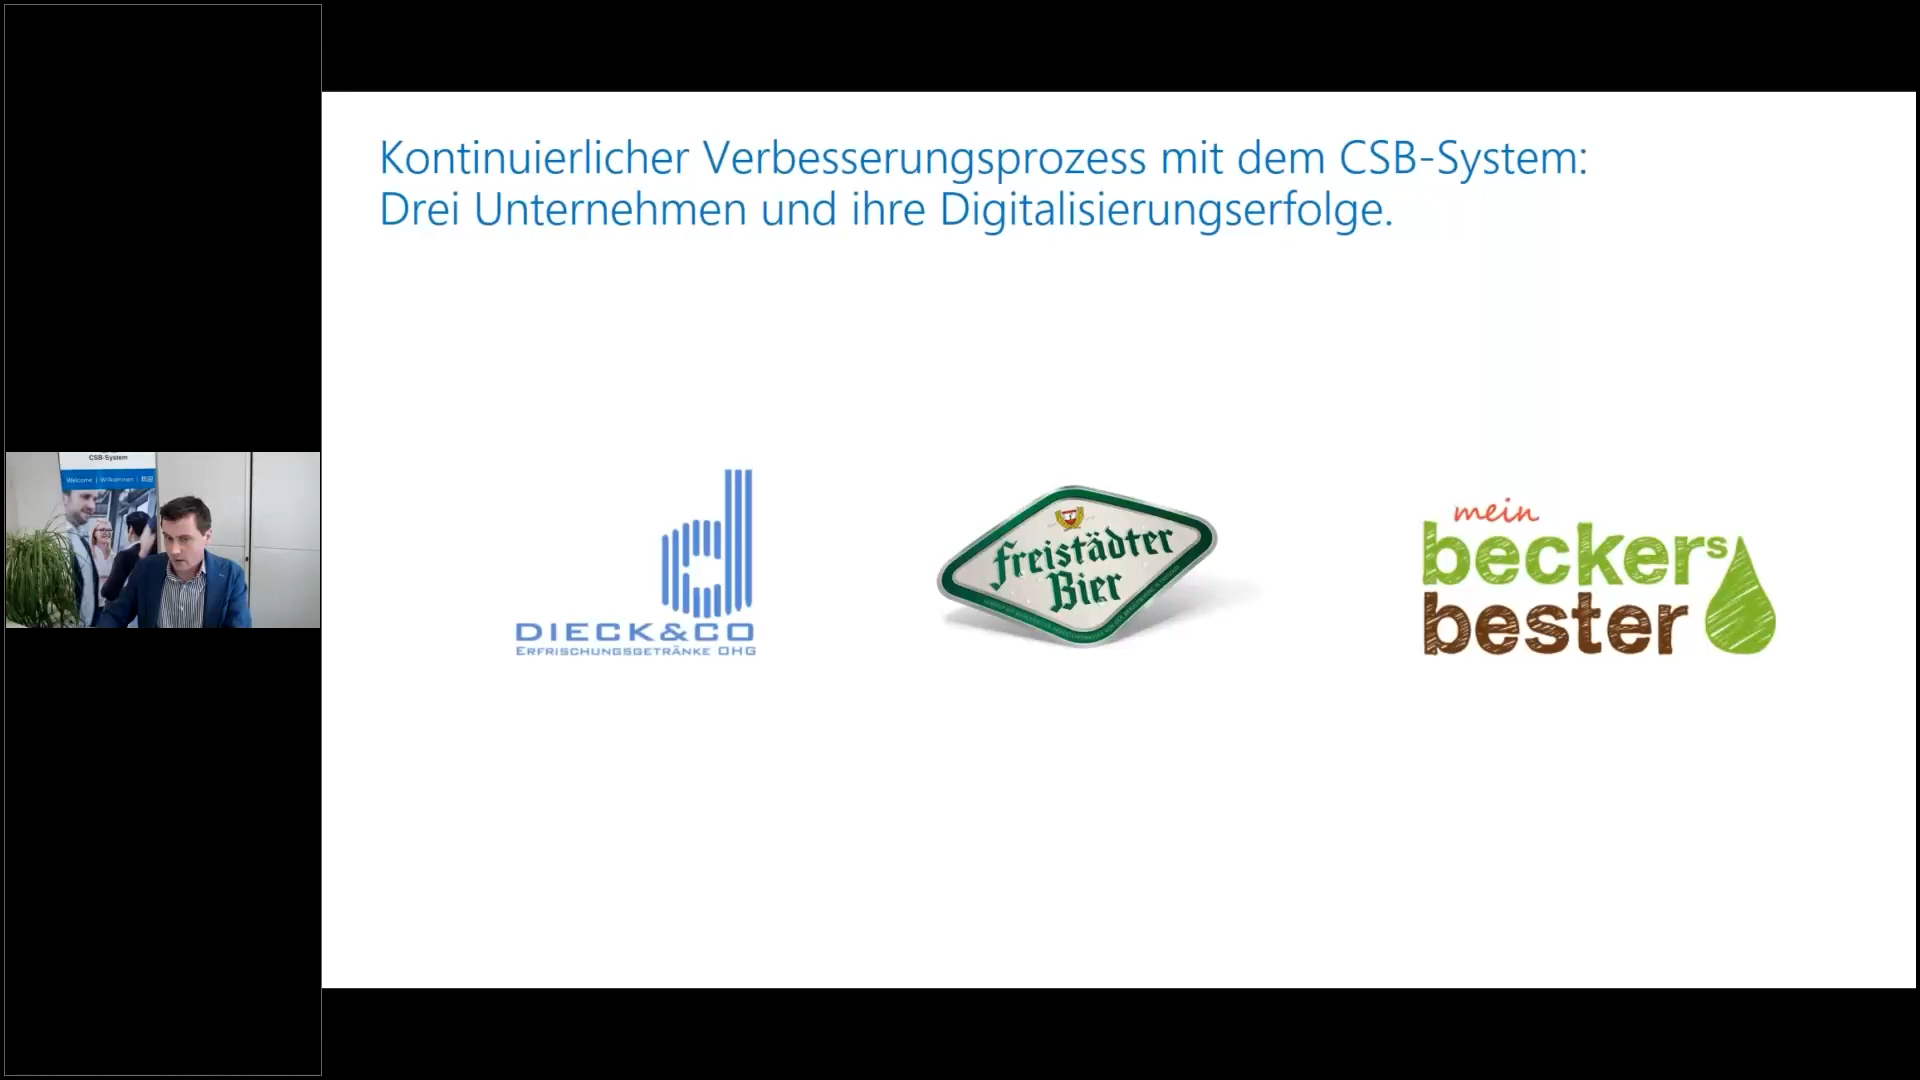 Kontinuierlicher Verbesserungsprozess mit dem CSB-System:
Drei Unternehmen und ihre Digitalisierungserfolge.
CSB-System
Welcome | Willkommen |
DIECK&CO
ERFRISCHUNGSGETRÄNKE OHG
freistädter
Bier
mein
beckers
bester